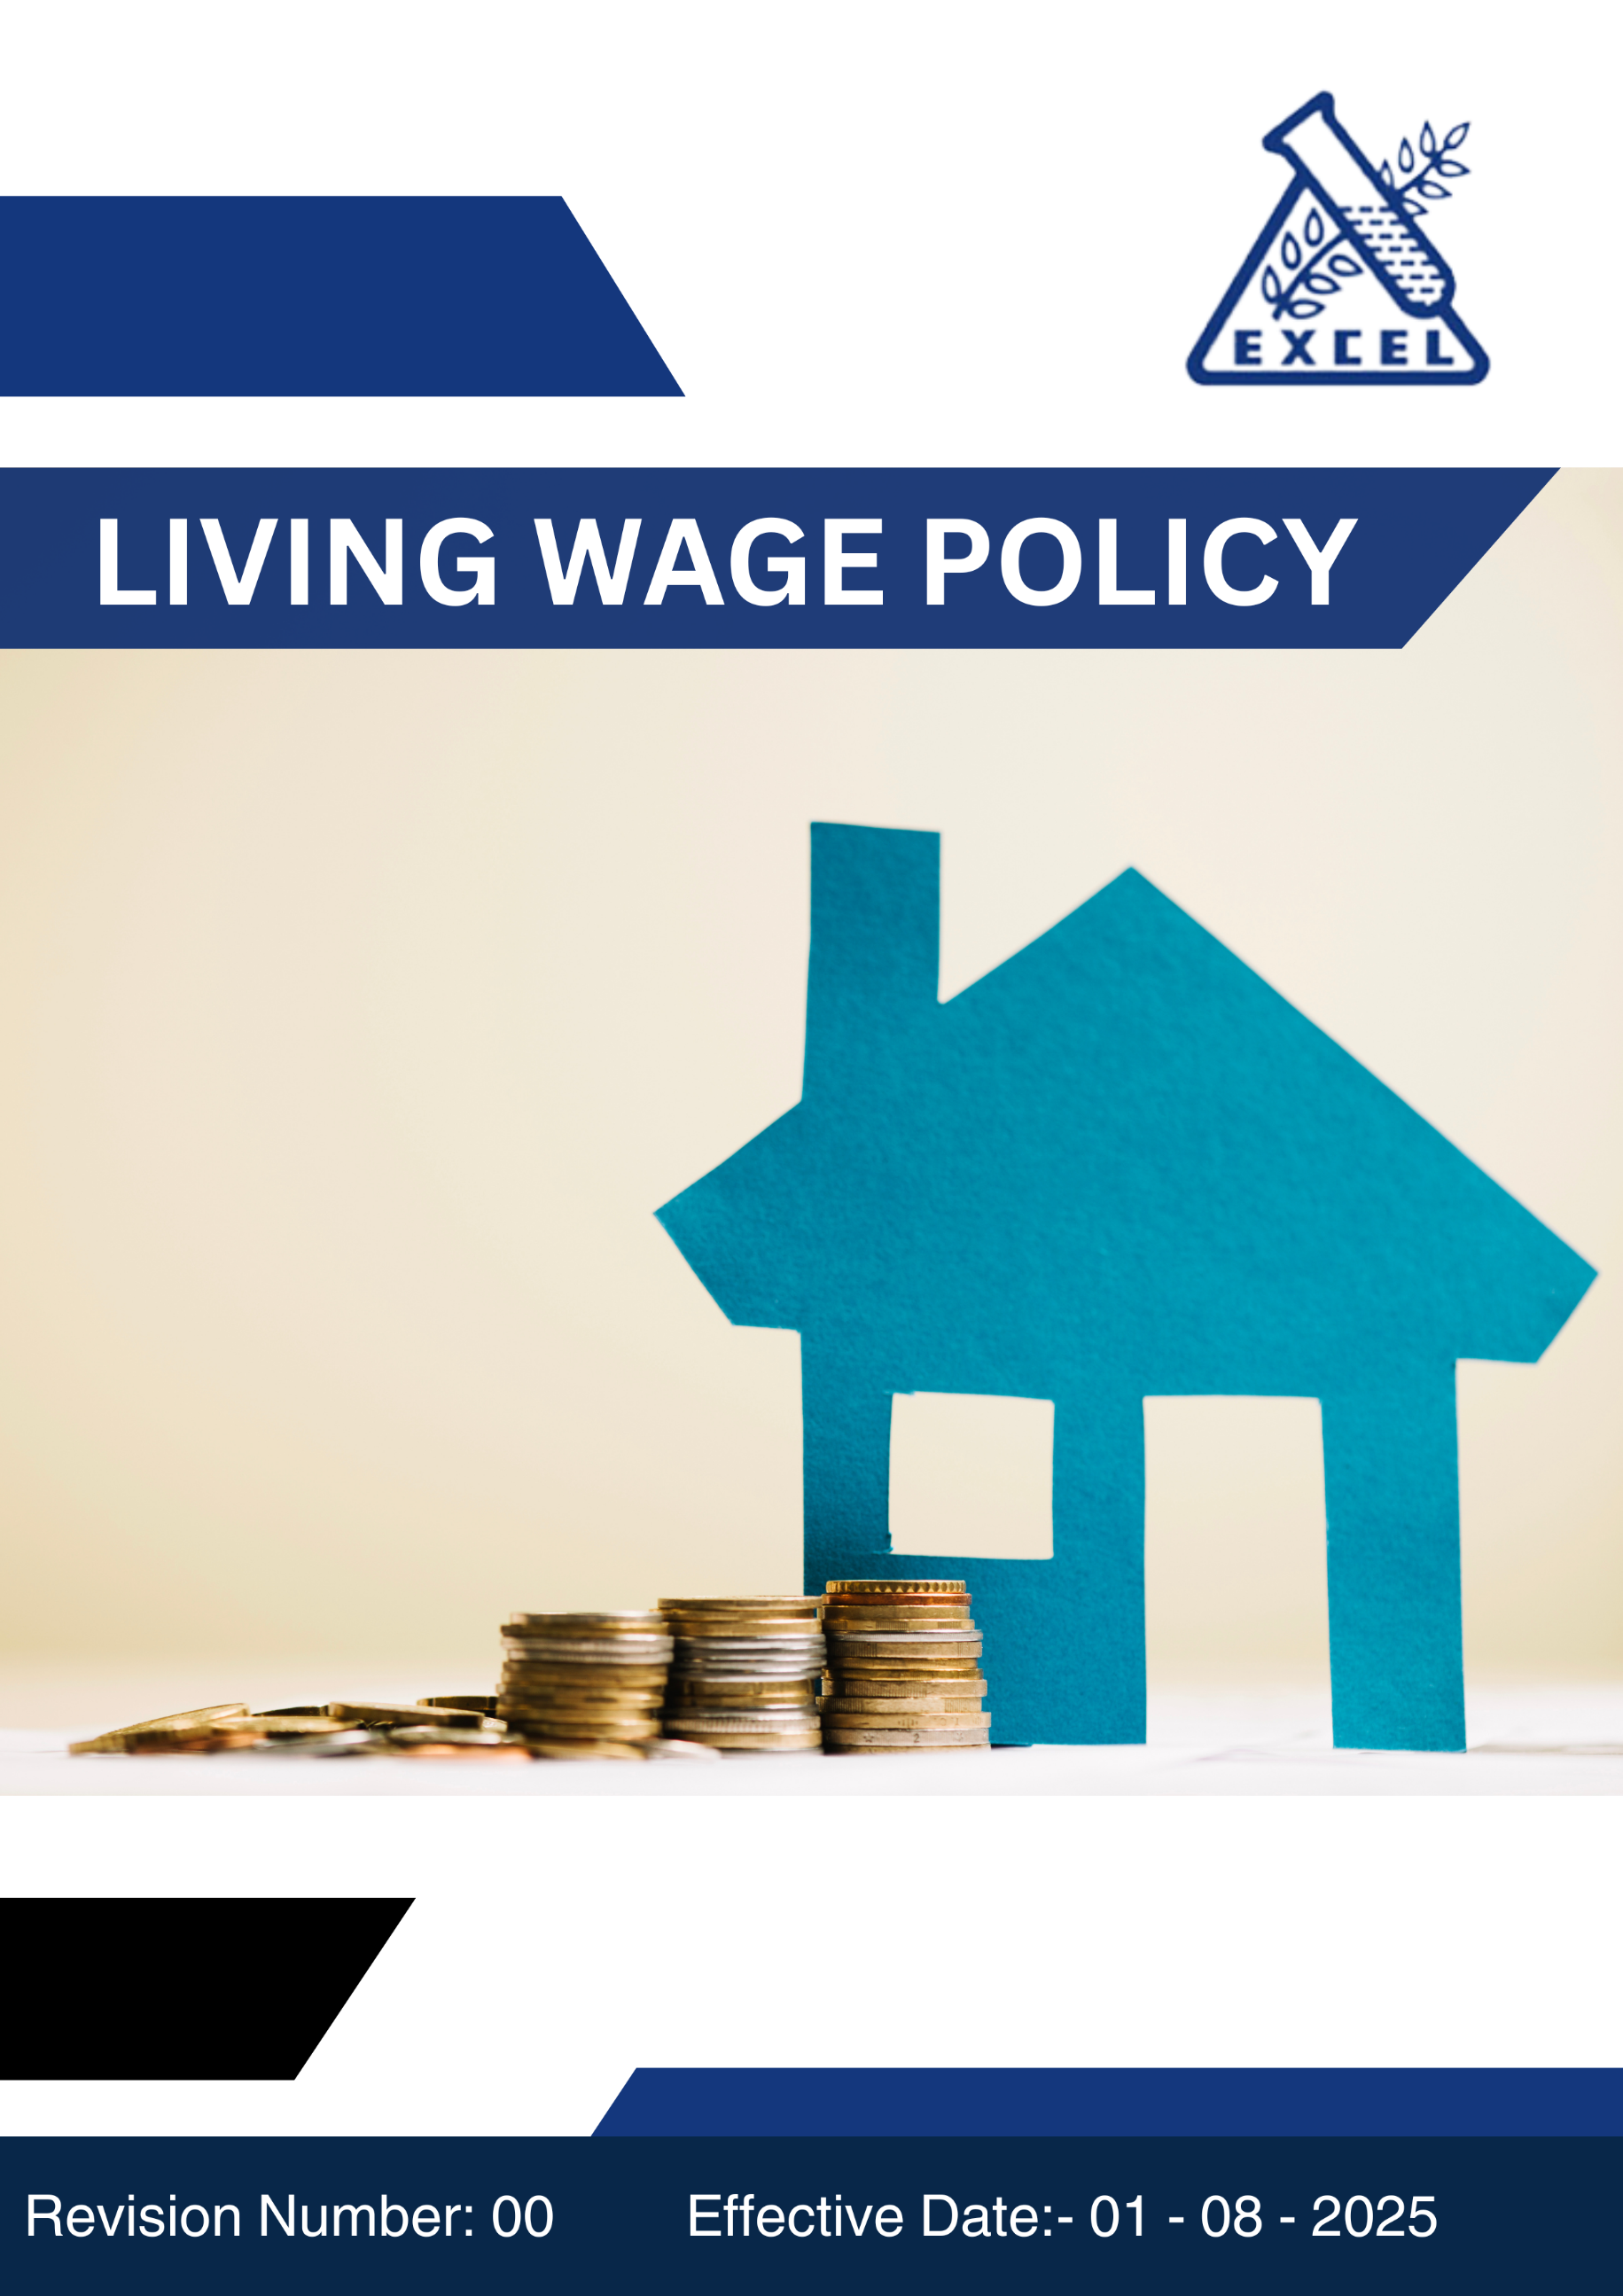 EXCEL
LIVING WAGE POLICY
Revision Number: 00
Effective Date:- 01 - 08 - 2025